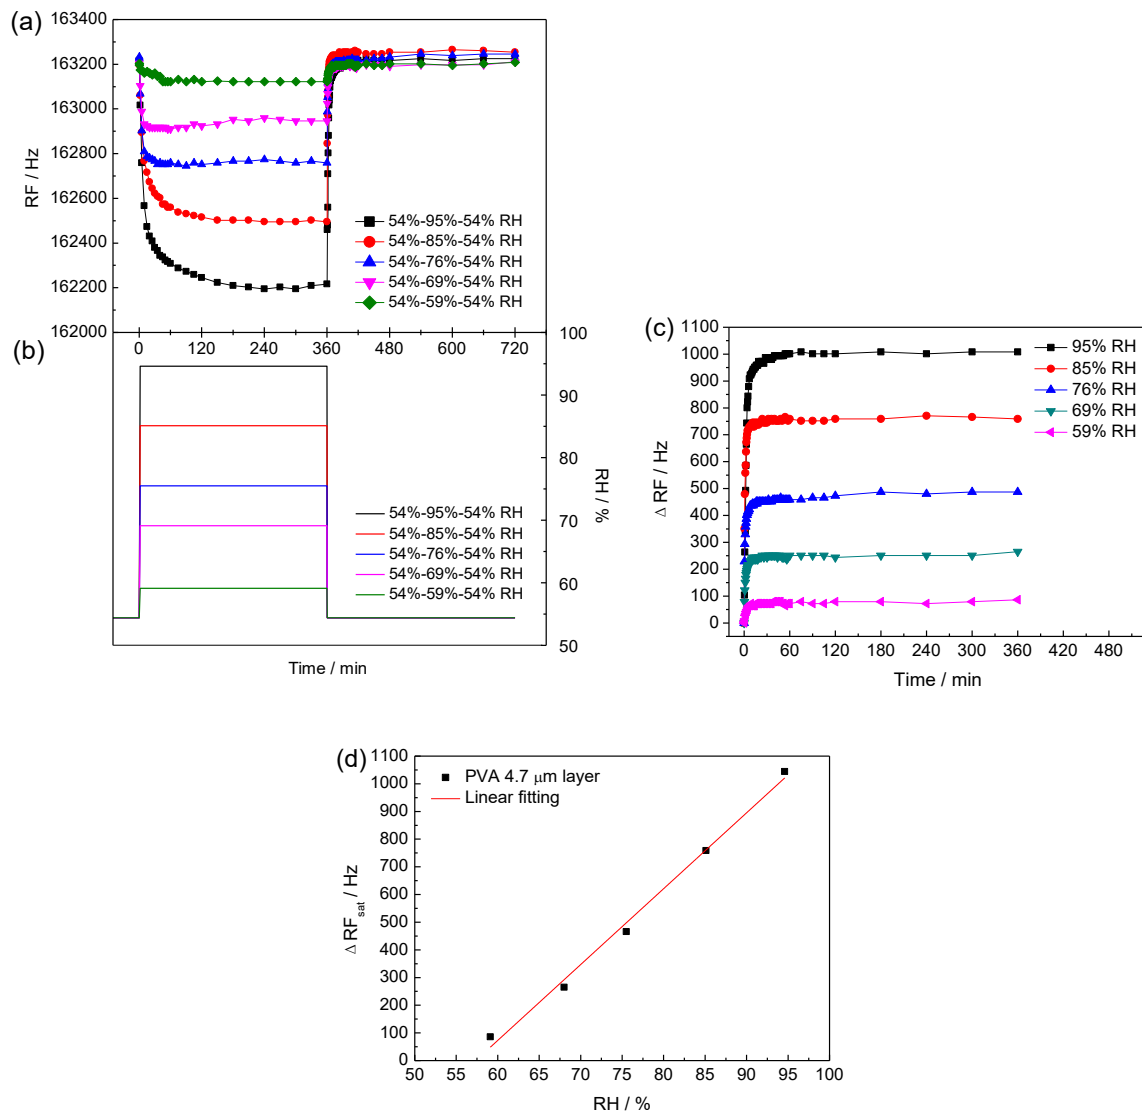 (a)
163400
163200
163000
162800
162600
162400
162200
162000
RF / Hz
54%-95%-54% RH
54%-85%-54% RH
54%-76%-54% RH
54%-69%-54% RH
54%-59%-54% RH
0 120 240 360 480 600 720
(b)
100
90
80
70
60
50
RH / %
54%-95%-54% RH
54%-85%-54% RH
54%-76%-54% RH
54%-69%-54% RH
54%-59%-54% RH
Time / min
(c)
1100
1000
900
800
700
600
500
400
300
200
100
0
Δ RF / Hz
95% RH
85% RH
76% RH
69% RH
59% RH
0 60 120 180 240 300 360 420 480
Time / min
(d)
1100
1000
900
800
700
600
500
400
300
200
100
0
Δ RFsat / Hz
PVA 4.7 μm layer
Linear fitting
50 55 60 65 70 75 80 85 90 95 100
RH / %